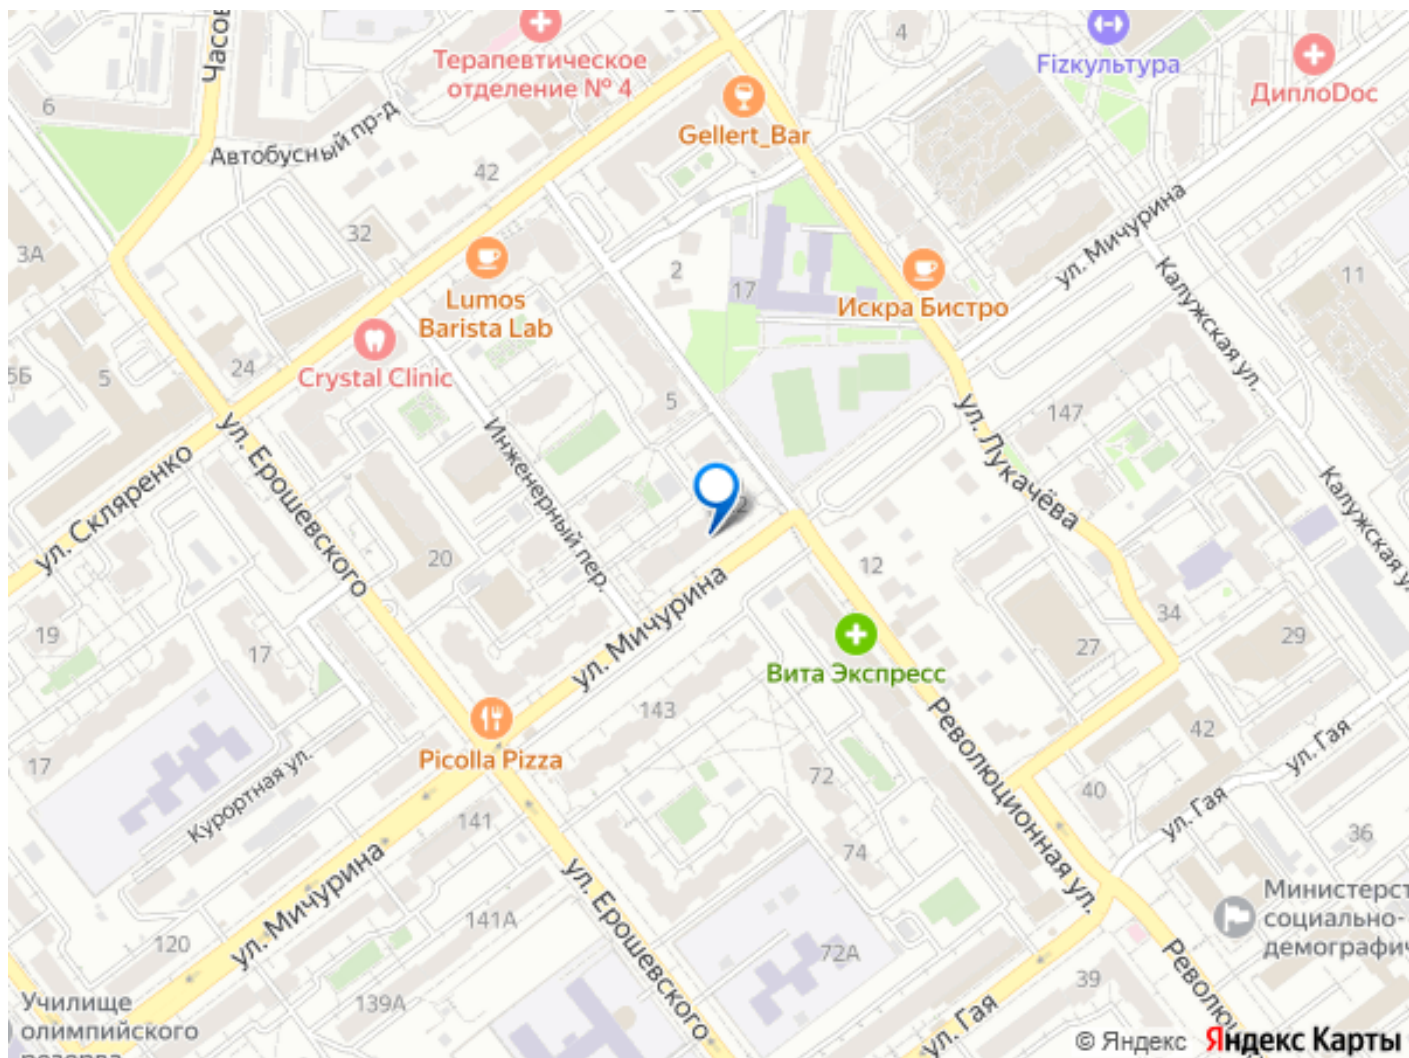 Часов
Терапевтическое
отделение № 4
4
Fizкультура
ДиплоDoc
6
Автобусный пр-д
Gellert_Bar
42
ул. Мичурина
32
3А
2
17
11
Lumos
Barista Lab
Искра Бистро
Калужская ул.
24
5Б
5
Crystal Clinic
5
147
ул. Лукачёва
ул. Ерошевского
Инженерный пер.
ул. Скляренко
Калужская ул
20
12
19
17
34
29
27
ул. Мичурина
Вита Экспресс
143
42
Picolla Pizza
17
Курортная ул.
72
Революционная ул.
40
ул. Гая
ул. Гая
141
74
36
ул. Мичурина
141А
ул. Ерошевского
72А
Министерст
социально-
демографич
120
139А
39
Революци
Училище
олимпийского
резерва
ул. Гая
© Яндекс Яндекс Карты